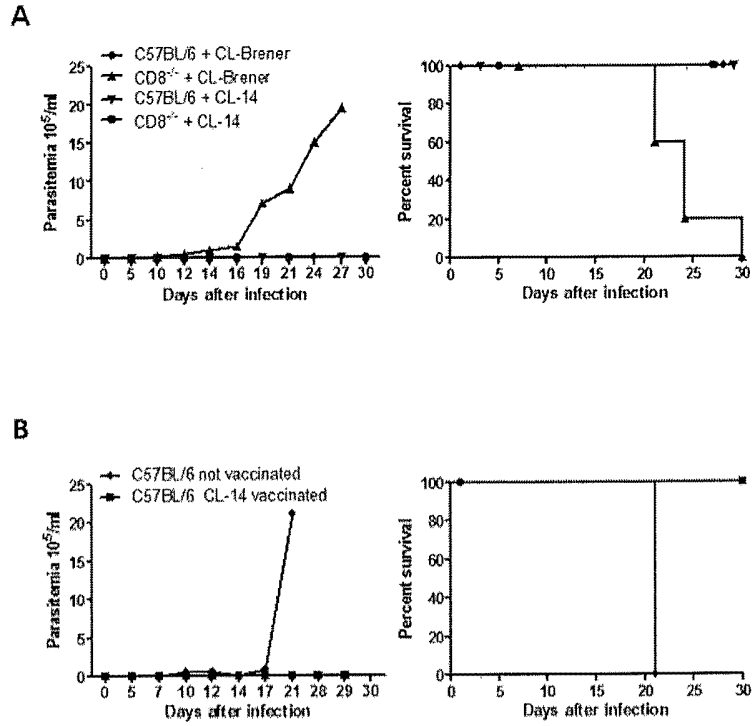 A
C57BL/6 + CL-Brener
CD8-/- + CL-Brener
C57BL/6 + CL-14
CD8-/- + CL-14
Parasitemia 10^5/ml
25
20
15
10
5
0
0 5 10 12 14 16 19 21 24 27 30
Days after infection
Percent survival
100
80
60
40
20
0
0 5 10 15 20 25 30
Days after infection
B
C57BL/6 not vaccinated
C57BL/6 CL-14 vaccinated
Parasitemia 10^5/ml
25
20
15
10
5
0
0 5 7 10 12 14 17 21 28 29 30
Days after infection
Percent survival
100
80
60
40
20
0
0 5 10 15 20 25 30
Days after infection